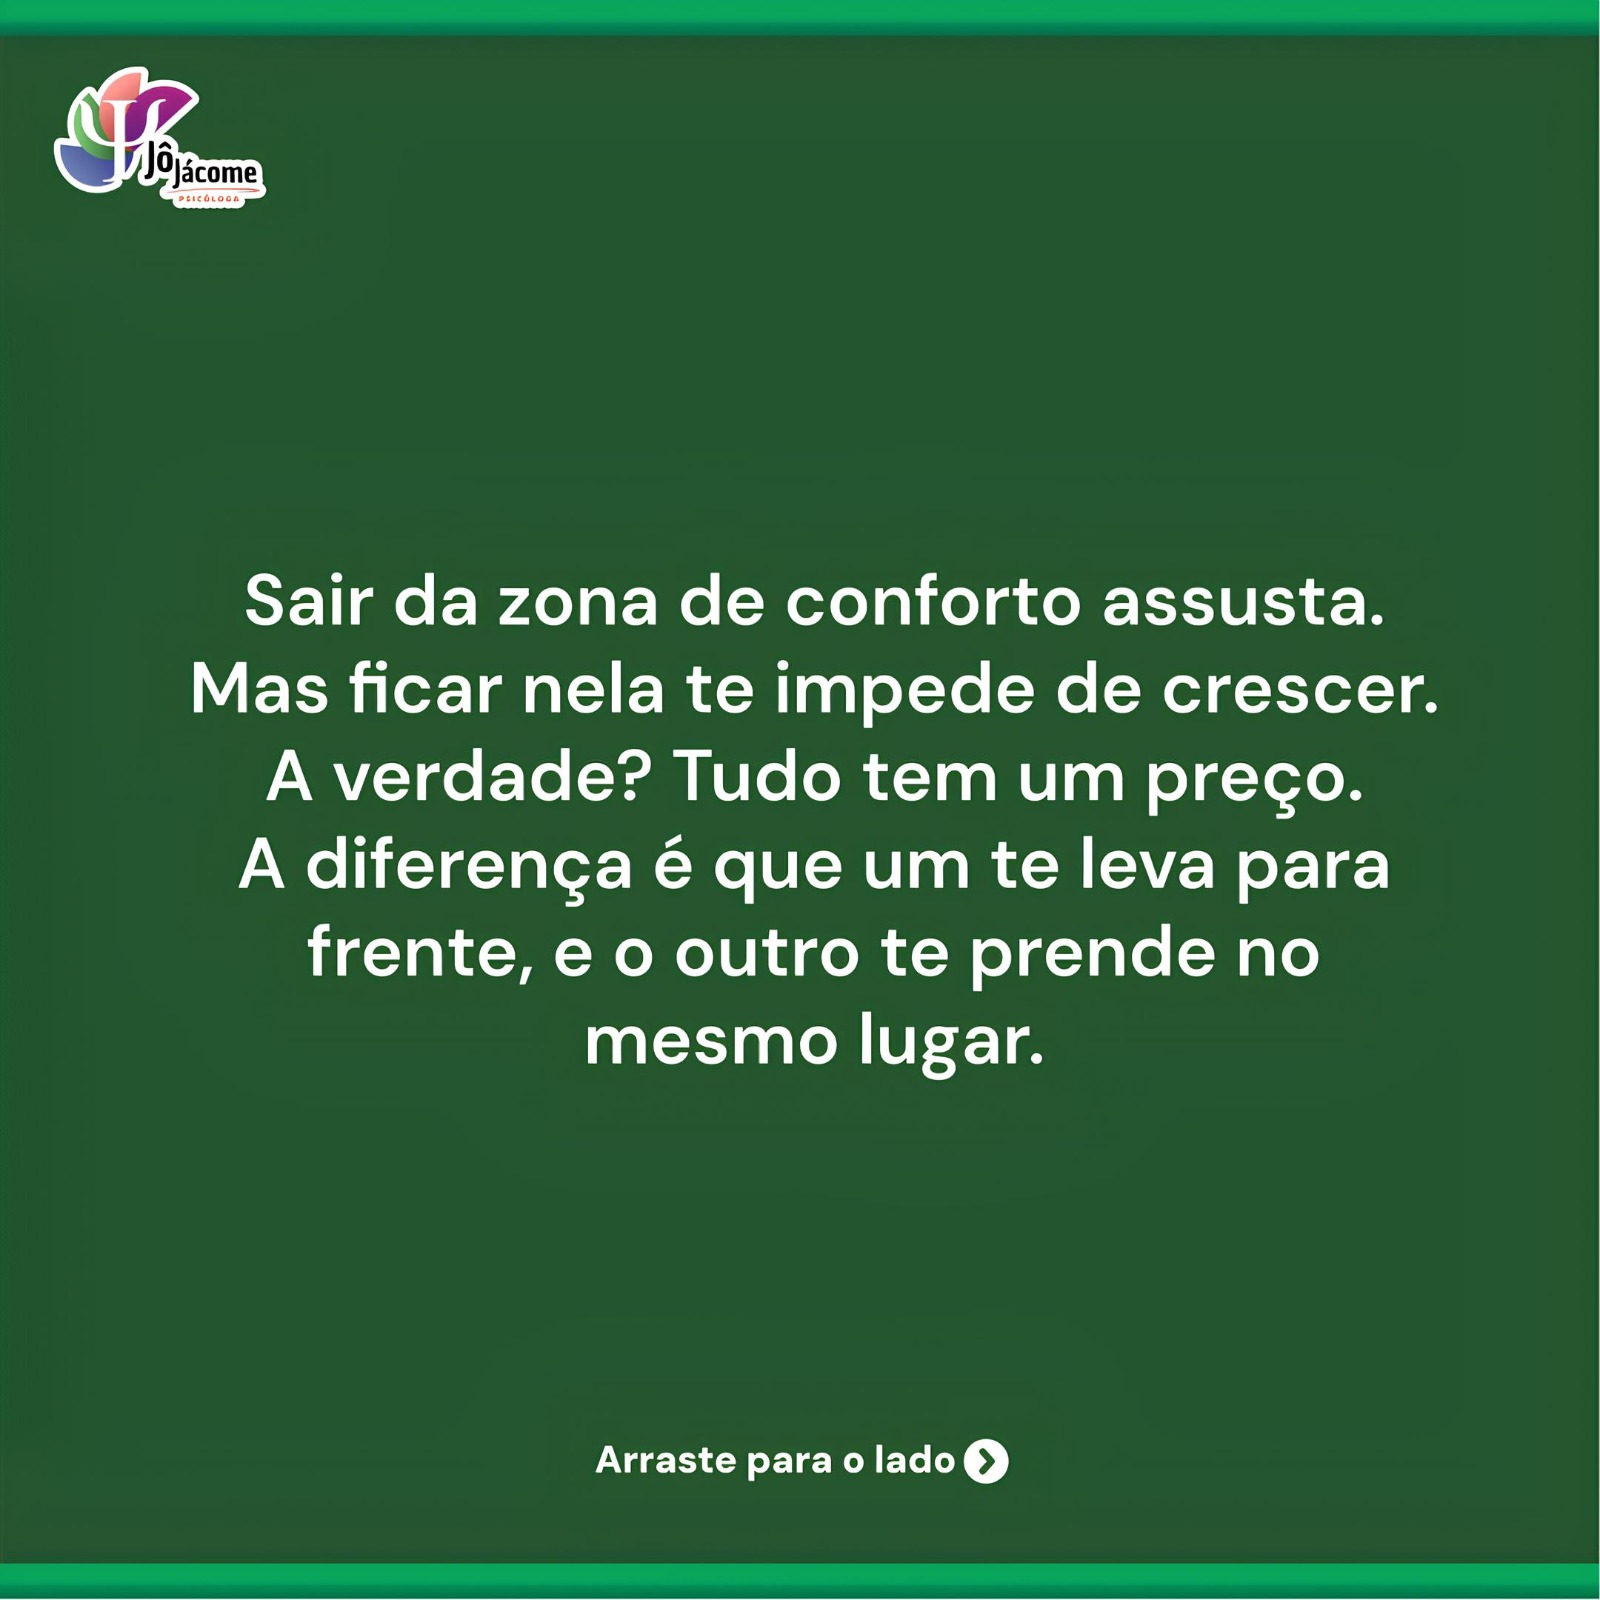 Jô
Jácome
PSICÓLOGA
Sair da zona de conforto assusta.
Mas ficar nela te impede de crescer.
A verdade? Tudo tem um preço.
A diferença é que um te leva para
frente, e o outro te prende no
mesmo lugar.
Arraste para o lado